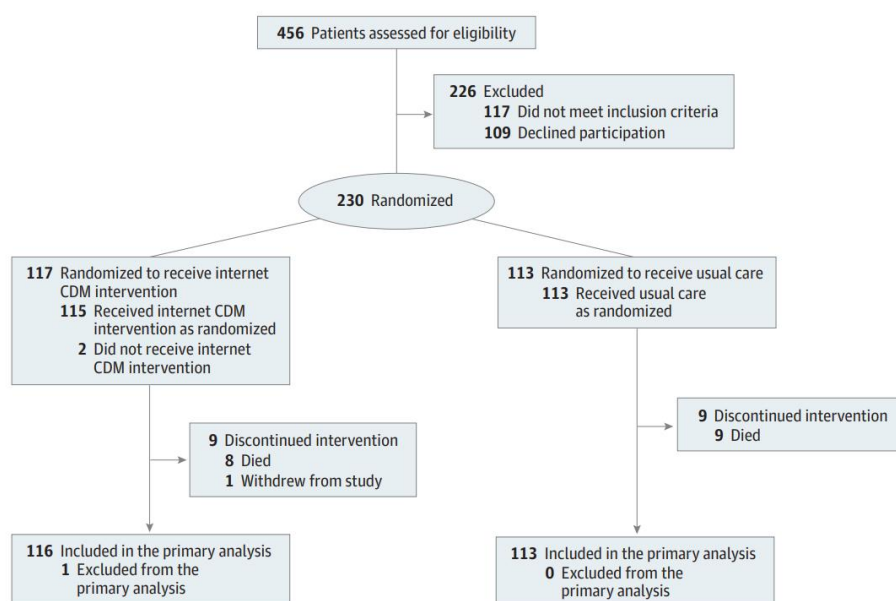 456 Patients assessed for eligibility
226 Excluded
117 Did not meet inclusion criteria
109 Declined participation
230 Randomized
117 Randomized to receive internet
CDM intervention
115 Received internet CDM
intervention as randomized
2 Did not receive internet
CDM intervention
113 Randomized to receive usual care
113 Received usual care
as randomized
9 Discontinued intervention
8 Died
1 Withdrew from study
9 Discontinued intervention
9 Died
116 Included in the primary analysis
1 Excluded from the
primary analysis
113 Included in the primary analysis
0 Excluded from the
primary analysis